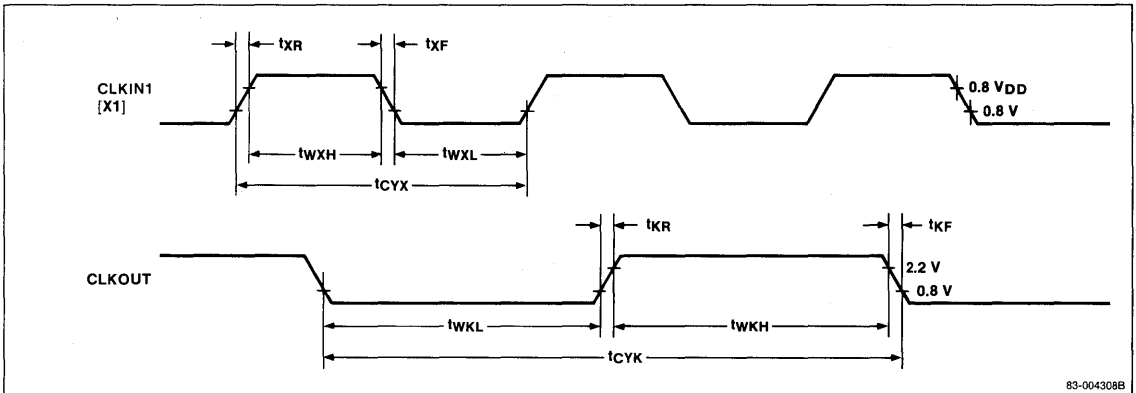 tXR
tXF
CLKIN1
[X1]
0.8 VDD
0.8 V
tWXH
tWXL
tCYX
tKR
tKF
CLKOUT
2.2 V
0.8 V
tWKL
tWKH
tCYK
83-004308B